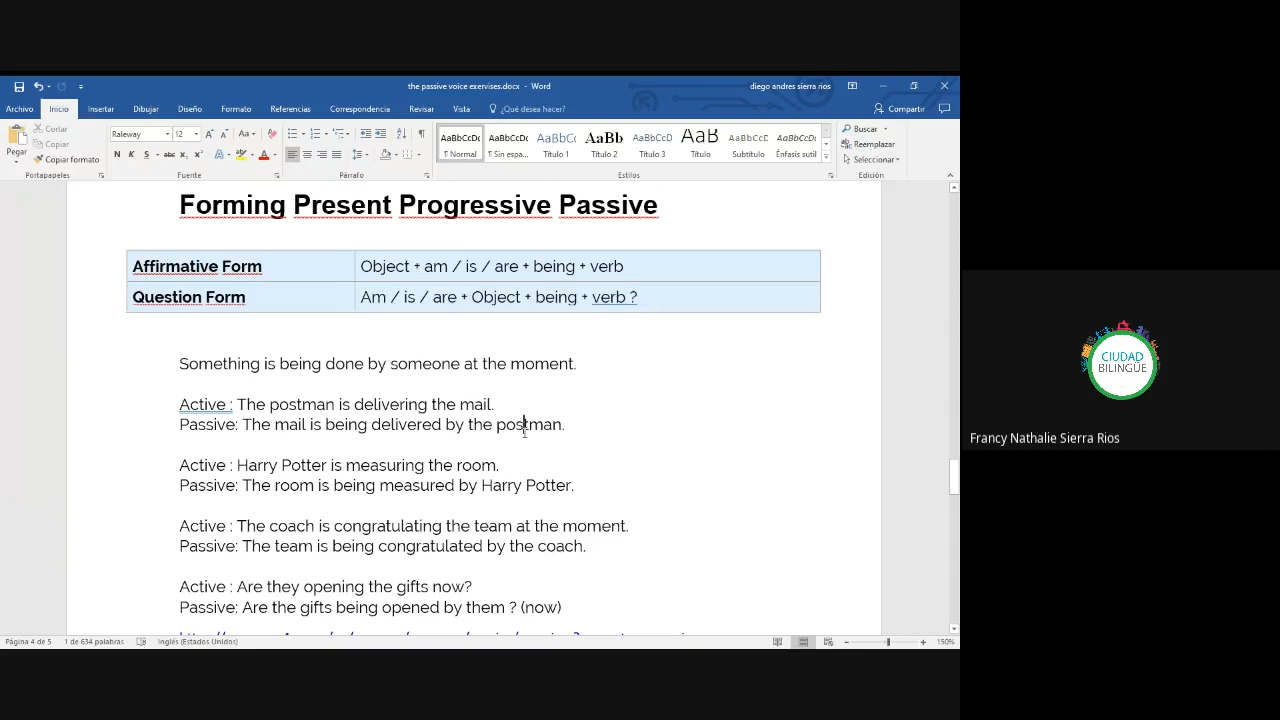 the passive voice exervises.docx - Word
diego andres sierra rios
Archivo Inicio Insertar Dibujar Diseño Formato Referencias Correspondencia Revisar Vista ¿Qué desea hacer? Compartir
Pegar
Cortar
Copiar
Copiar formato
Raleway 12
N K S abc x₂ x²
AaBbCcDc AaBbCcDc AaBbCc AaBb AaBbCcD AaB AaBbCcD AaBbCcD
¶ Normal ¶ Sin espa... Título 1 Título 2 Título 3 Título Subtítulo Énfasis sutil
Buscar
Reemplazar
Seleccionar
Portapapeles Fuente Párrafo Estilos Edición
Forming Present Progressive Passive
Affirmative Form Object + am / is / are + being + verb
Question Form Am / is / are + Object + being + verb ?
Something is being done by someone at the moment.
Active : The postman is delivering the mail.
Passive: The mail is being delivered by the postman.
Active : Harry Potter is measuring the room.
Passive: The room is being measured by Harry Potter.
Active : The coach is congratulating the team at the moment.
Passive: The team is being congratulated by the coach.
Active : Are they opening the gifts now?
Passive: Are the gifts being opened by them ? (now)
Página 4 de 5 1 de 634 palabras Inglés (Estados Unidos) 150%
CIUDAD
BILINGÜE
Francy Nathalie Sierra Rios